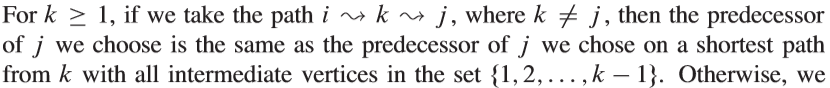 For k ≥ 1, if we take the path i ⇝ k ⇝ j, where k ≠ j, then the predecessor
of j we choose is the same as the predecessor of j we chose on a shortest path
from k with all intermediate vertices in the set {1, 2, . . . , k − 1}. Otherwise, we